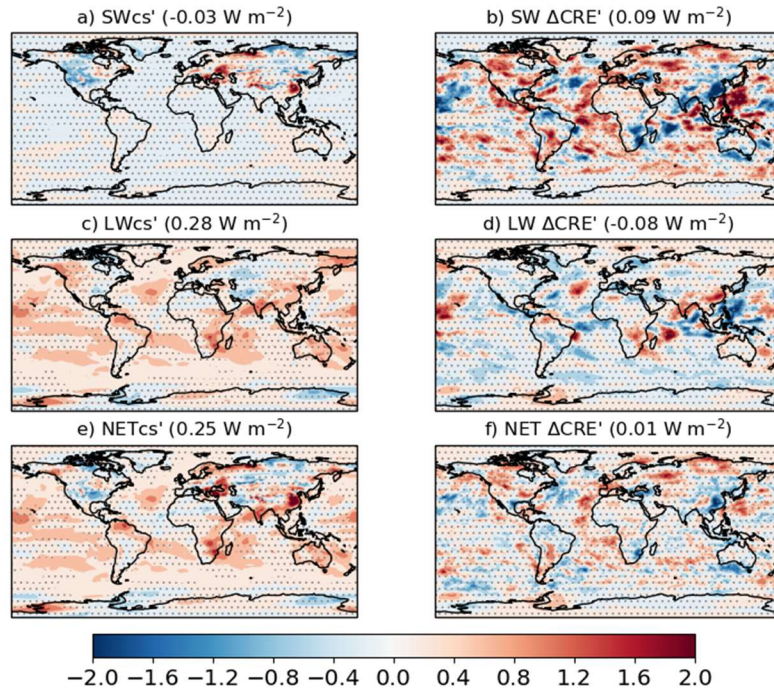 a) SWcs' (-0.03 W m⁻²)
b) SW ΔCRE' (0.09 W m⁻²)
c) LWcs' (0.28 W m⁻²)
d) LW ΔCRE' (-0.08 W m⁻²)
e) NETcs' (0.25 W m⁻²)
f) NET ΔCRE' (0.01 W m⁻²)
-2.0 -1.6 -1.2 -0.8 -0.4 0.0 0.4 0.8 1.2 1.6 2.0